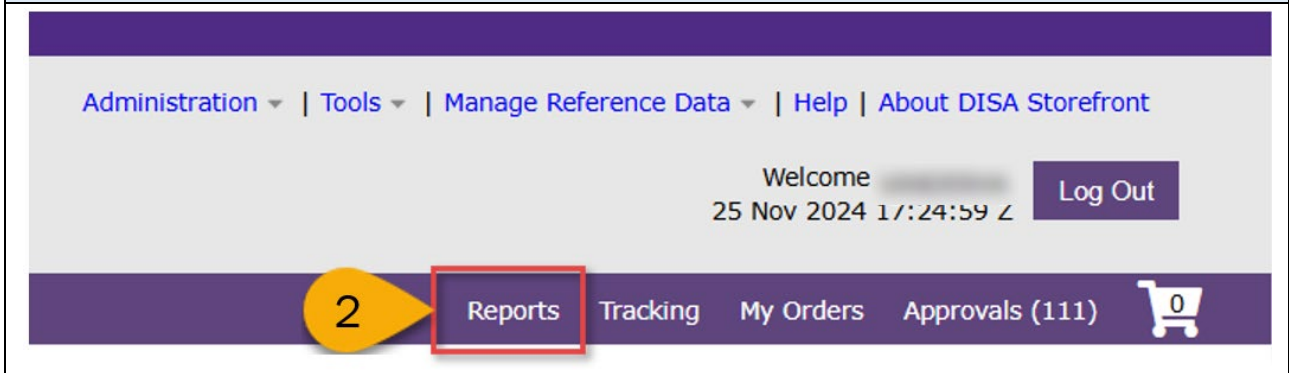 Administration | Tools | Manage Reference Data | Help | About DISA Storefront
Welcome
25 Nov 2024 17:24:59 Z
Log Out
2
Reports Tracking My Orders Approvals (111) 0